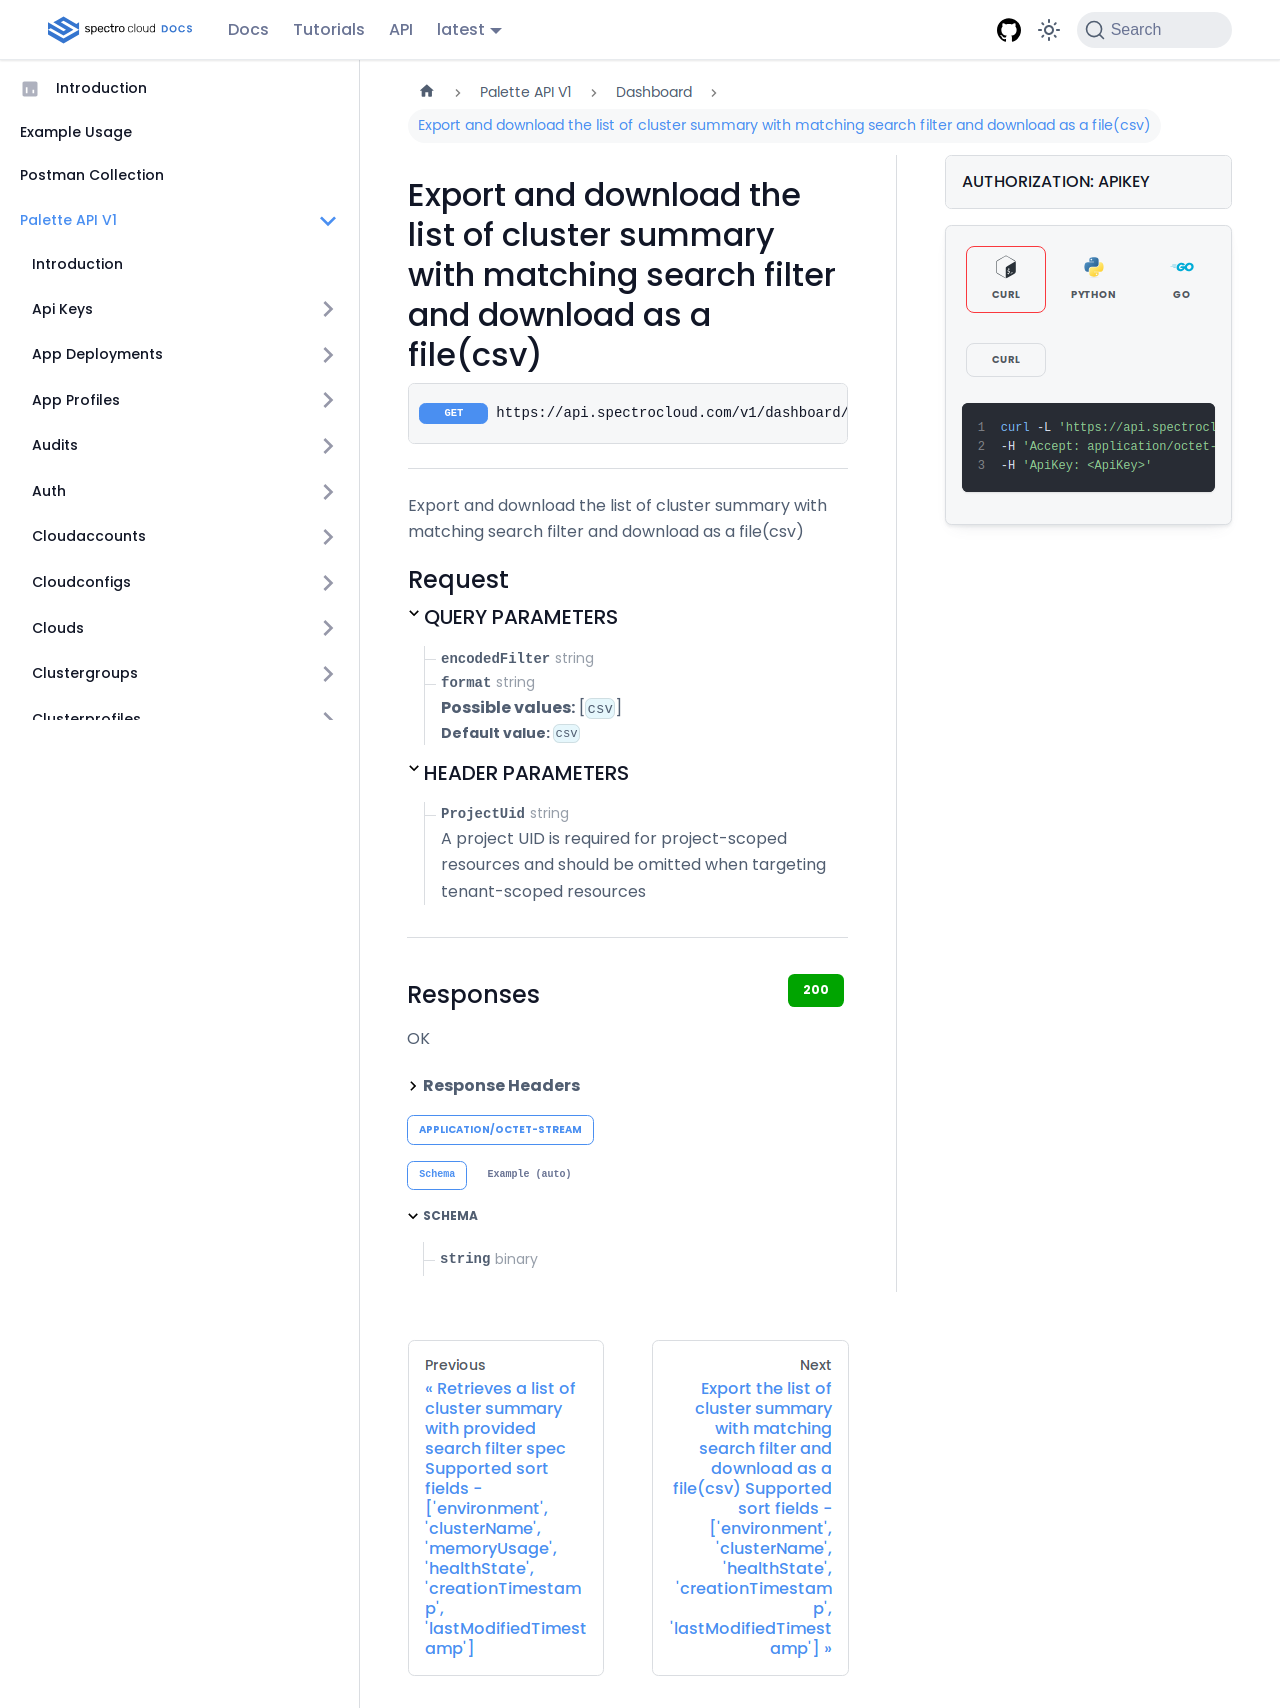 spectro cloud DOCS
Docs
Tutorials
API
latest
Search
Introduction
Example Usage
Postman Collection
Palette API V1
Introduction
Api Keys
App Deployments
App Profiles
Audits
Auth
Cloudaccounts
Cloudconfigs
Clouds
Clustergroups
Clusterprofiles
Palette API V1
Dashboard
Export and download the list of cluster summary with matching search filter and download as a file(csv)
Export and download the
list of cluster summary
with matching search filter
and download as a
file(csv)
GET https://api.spectrocloud.com/v1/dashboard/
Export and download the list of cluster summary with
matching search filter and download as a file(csv)
Request
QUERY PARAMETERS
encodedFilter string
format string
Possible values: [csv]
Default value: csv
HEADER PARAMETERS
ProjectUid string
A project UID is required for project-scoped
resources and should be omitted when targeting
tenant-scoped resources
Responses
200
OK
Response Headers
APPLICATION/OCTET-STREAM
Schema
Example (auto)
SCHEMA
string binary
AUTHORIZATION: APIKEY
CURL
PYTHON
GO
CURL
1 curl -L 'https://api.spectrocl
2 -H 'Accept: application/octet-
3 -H 'ApiKey: <ApiKey>'
Previous
« Retrieves a list of
cluster summary
with provided
search filter spec
Supported sort
fields -
['environment',
'clusterName',
'memoryUsage',
'healthState',
'creationTimestam
p',
'lastModifiedTimest
amp']
Next
Export the list of
cluster summary
with matching
search filter and
download as a
file(csv) Supported
sort fields -
['environment',
'clusterName',
'healthState',
'creationTimestam
p',
'lastModifiedTimest
amp'] »